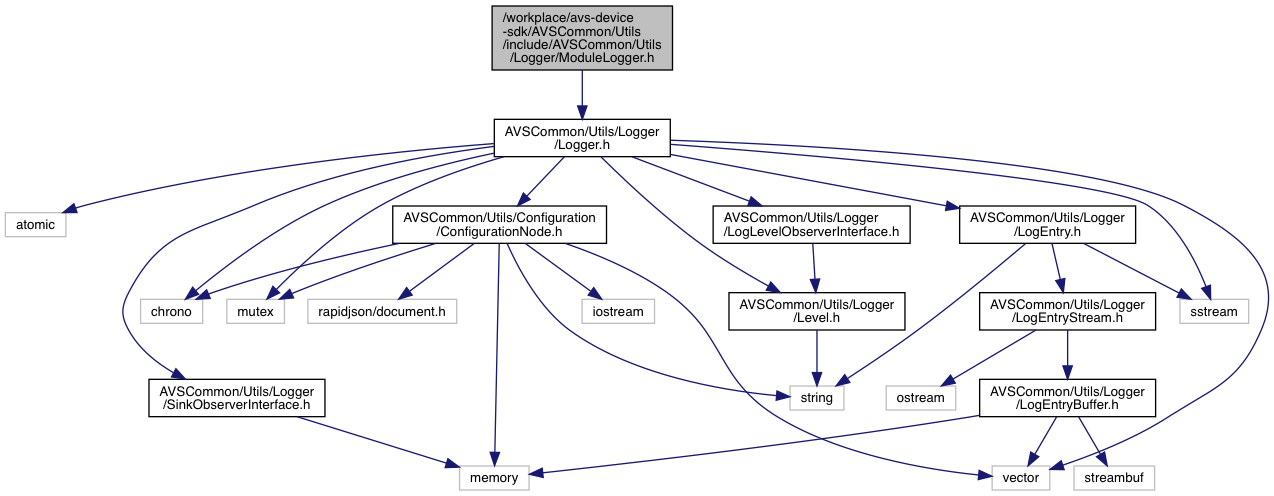 /workplace/avs-device
-sdk/AVSCommon/Utils
/include/AVSCommon/Utils
/Logger/ModuleLogger.h
AVSCommon/Utils/Logger
/Logger.h
atomic
AVSCommon/Utils/Configuration
/ConfigurationNode.h
AVSCommon/Utils/Logger
/LogLevelObserverInterface.h
AVSCommon/Utils/Logger
/LogEntry.h
chrono
mutex
rapidjson/document.h
iostream
AVSCommon/Utils/Logger
/Level.h
AVSCommon/Utils/Logger
/LogEntryStream.h
sstream
AVSCommon/Utils/Logger
/SinkObserverInterface.h
string
ostream
AVSCommon/Utils/Logger
/LogEntryBuffer.h
memory
vector
streambuf